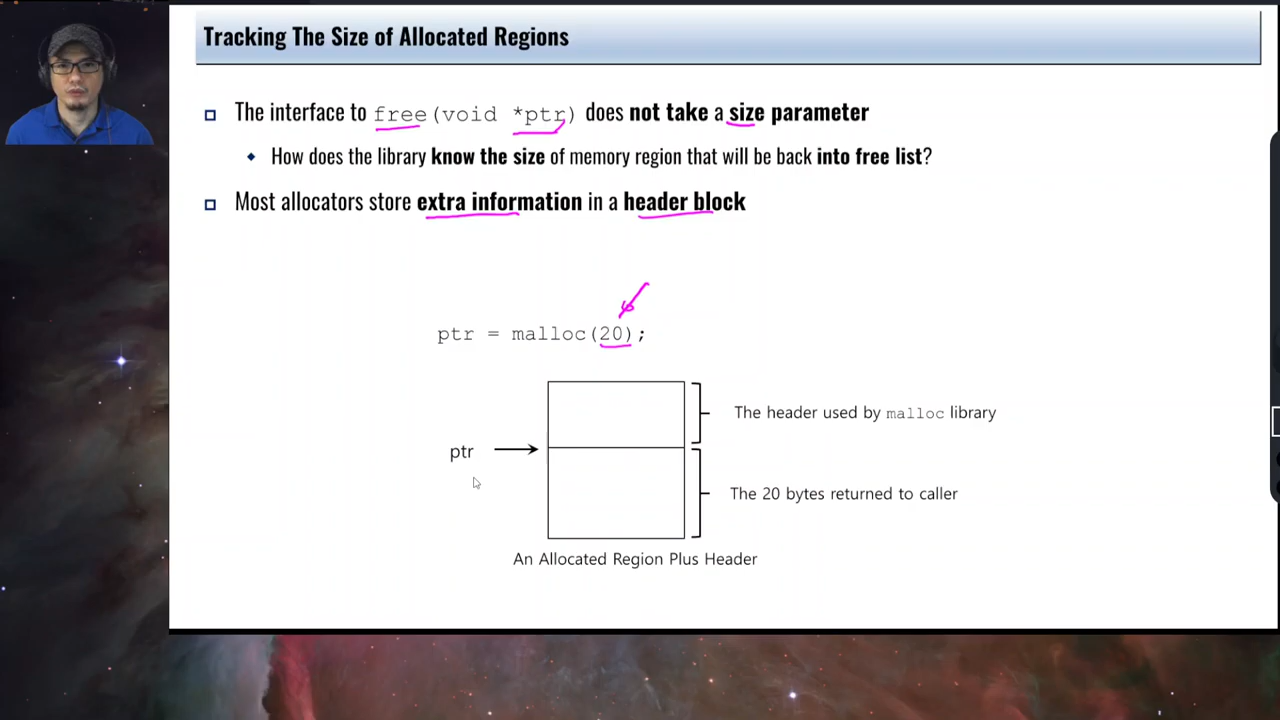 Tracking The Size of Allocated Regions
The interface to free(void *ptr) does not take a size parameter
How does the library know the size of memory region that will be back into free list?
Most allocators store extra information in a header block
ptr = malloc(20);
The header used by malloc library
ptr
The 20 bytes returned to caller
An Allocated Region Plus Header